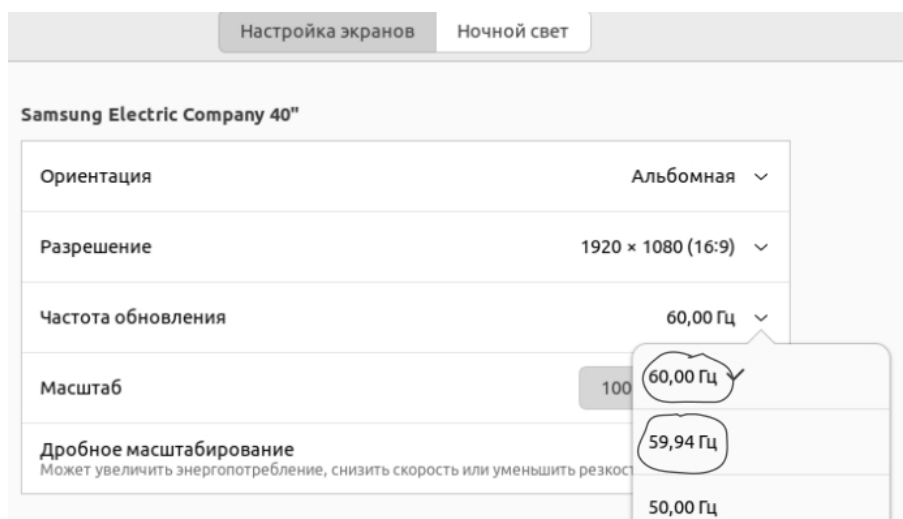 Настройка экранов Ночной свет
Samsung Electric Company 40"
Ориентация Альбомная
Разрешение 1920 × 1080 (16:9)
Частота обновления 60,00 Гц
60,00 Гц
Масштаб 100
59,94 Гц
Дробное масштабирование
Может увеличить энергопотребление, снизить скорость или уменьшить резкост
50,00 Гц